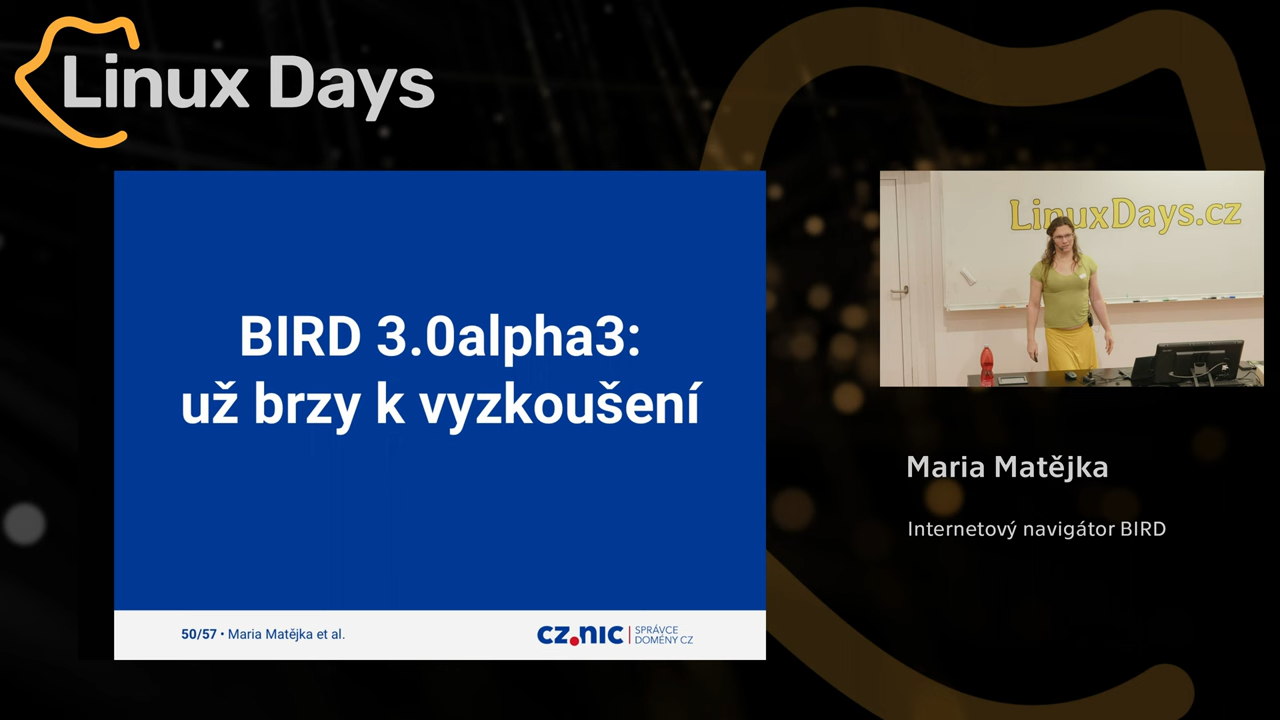 Linux Days
BIRD 3.0alpha3:
už brzy k vyzkoušení
50/57 • Maria Matějka et al.
CZ.NIC | SPRÁVCE
DOMÉNY CZ
LinuxDays.cz
Maria Matějka
Internetový navigátor BIRD